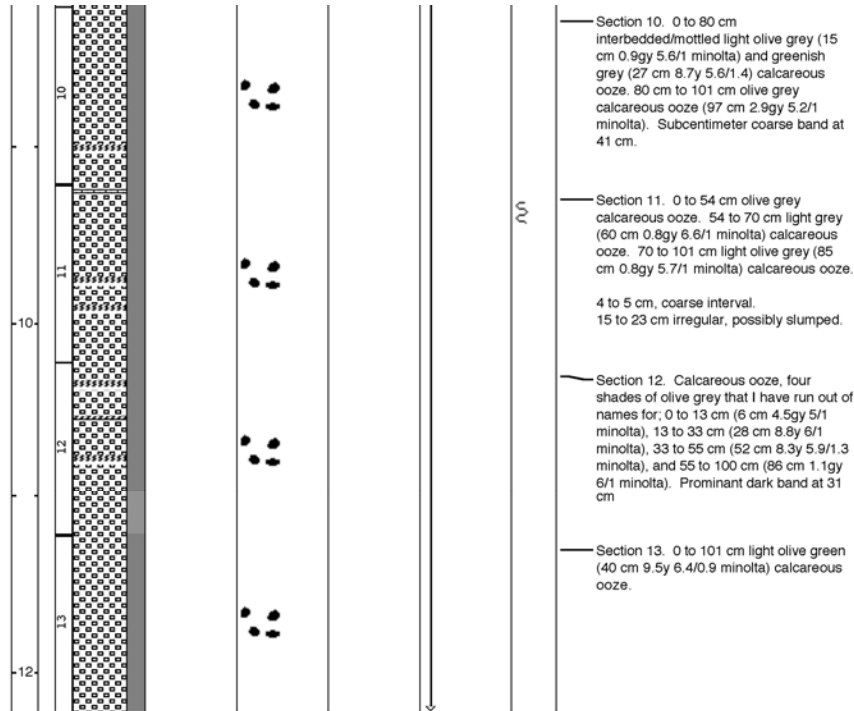 Section 10. 0 to 80 cm
interbedded/mottled light olive grey (15
cm 0.9gy 5.6/1 minolta) and greenish
grey (27 cm 8.7y 5.6/1.4) calcareous
ooze. 80 cm to 101 cm olive grey
calcareous ooze (97 cm 2.9gy 5.2/1
minolta). Subcentimeter coarse band at
41 cm.
10
Section 11. 0 to 54 cm olive grey
calcareous ooze. 54 to 70 cm light grey
(60 cm 0.8gy 6.6/1 minolta) calcareous
ooze. 70 to 101 cm light olive grey (85
cm 0.8gy 5.7/1 minolta) calcareous ooze.
4 to 5 cm, coarse interval.
15 to 23 cm irregular, possibly slumped.
11
10
Section 12. Calcareous ooze, four
shades of olive grey that I have run out of
names for; 0 to 13 cm (6 cm 4.5gy 5/1
minolta), 13 to 33 cm (28 cm 8.8y 6/1
minolta), 33 to 55 cm (52 cm 8.3y 5.9/1.3
minolta), and 55 to 100 cm (86 cm 1.1gy
6/1 minolta). Prominant dark band at 31
cm
12
Section 13. 0 to 101 cm light olive green
(40 cm 9.5y 6.4/0.9 minolta) calcareous
ooze.
13
12